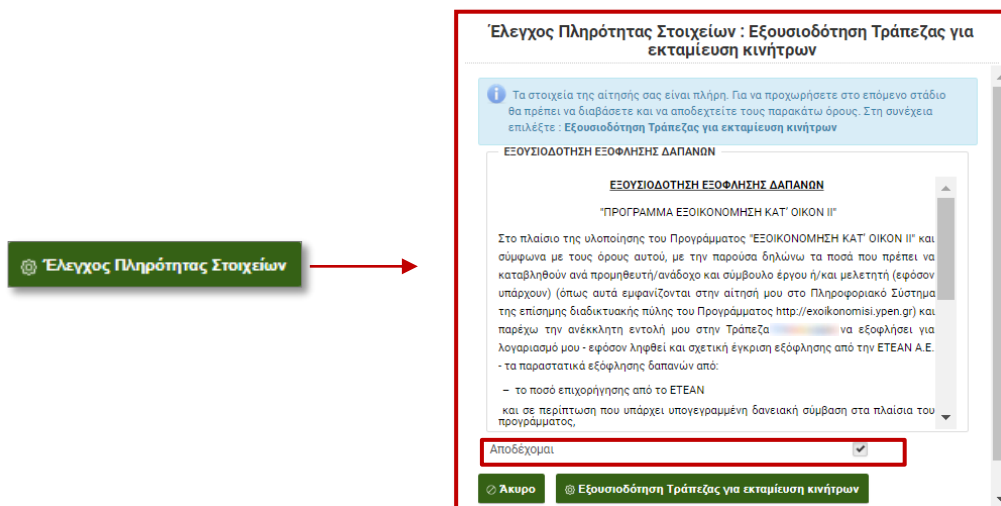 Έλεγχος Πληρότητας Στοιχείων
Έλεγχος Πληρότητας Στοιχείων : Εξουσιοδότηση Τράπεζας για
εκταμίευση κινήτρων
Τα στοιχεία της αίτησής σας είναι πλήρη. Για να προχωρήσετε στο επόμενο στάδιο
θα πρέπει να διαβάσετε και να αποδεχτείτε τους παρακάτω όρους. Στη συνέχεια
επιλέξτε : Εξουσιοδότηση Τράπεζας για εκταμίευση κινήτρων
ΕΞΟΥΣΙΟΔΟΤΗΣΗ ΕΞΟΦΛΗΣΗΣ ΔΑΠΑΝΩΝ
ΕΞΟΥΣΙΟΔΟΤΗΣΗ ΕΞΟΦΛΗΣΗΣ ΔΑΠΑΝΩΝ
"ΠΡΟΓΡΑΜΜΑ ΕΞΟΙΚΟΝΟΜΗΣΗ ΚΑΤ' ΟΙΚΟΝ ΙΙ"
Στο πλαίσιο της υλοποίησης του Προγράμματος "ΕΞΟΙΚΟΝΟΜΗΣΗ ΚΑΤ' ΟΙΚΟΝ ΙΙ" και
σύμφωνα με τους όρους αυτού, με την παρούσα δηλώνω τα ποσά που πρέπει να
καταβληθούν ανά προμηθευτή/ανάδοχο και σύμβουλο έργου ή/και μελετητή (εφόσον
υπάρχουν) (όπως αυτά εμφανίζονται στην αίτησή μου στο Πληροφοριακό Σύστημα
της επίσημης διαδικτυακής πύλης του Προγράμματος http://exoikonomisi.ypen.gr) και
παρέχω την ανέκκλητη εντολή μου στην Τράπεζα να εξοφλήσει για
λογαριασμό μου - εφόσον ληφθεί και σχετική έγκριση εξόφλησης από την ΕΤΕΑΝ Α.Ε.
- τα παραστατικά εξόφλησης δαπανών από:
– το ποσό επιχορήγησης από το ΕΤΕΑΝ
και σε περίπτωση που υπάρχει υπογεγραμμένη δανειακή σύμβαση στα πλαίσια του
προγράμματος,
Αποδέχομαι
Άκυρο
Εξουσιοδότηση Τράπεζας για εκταμίευση κινήτρων